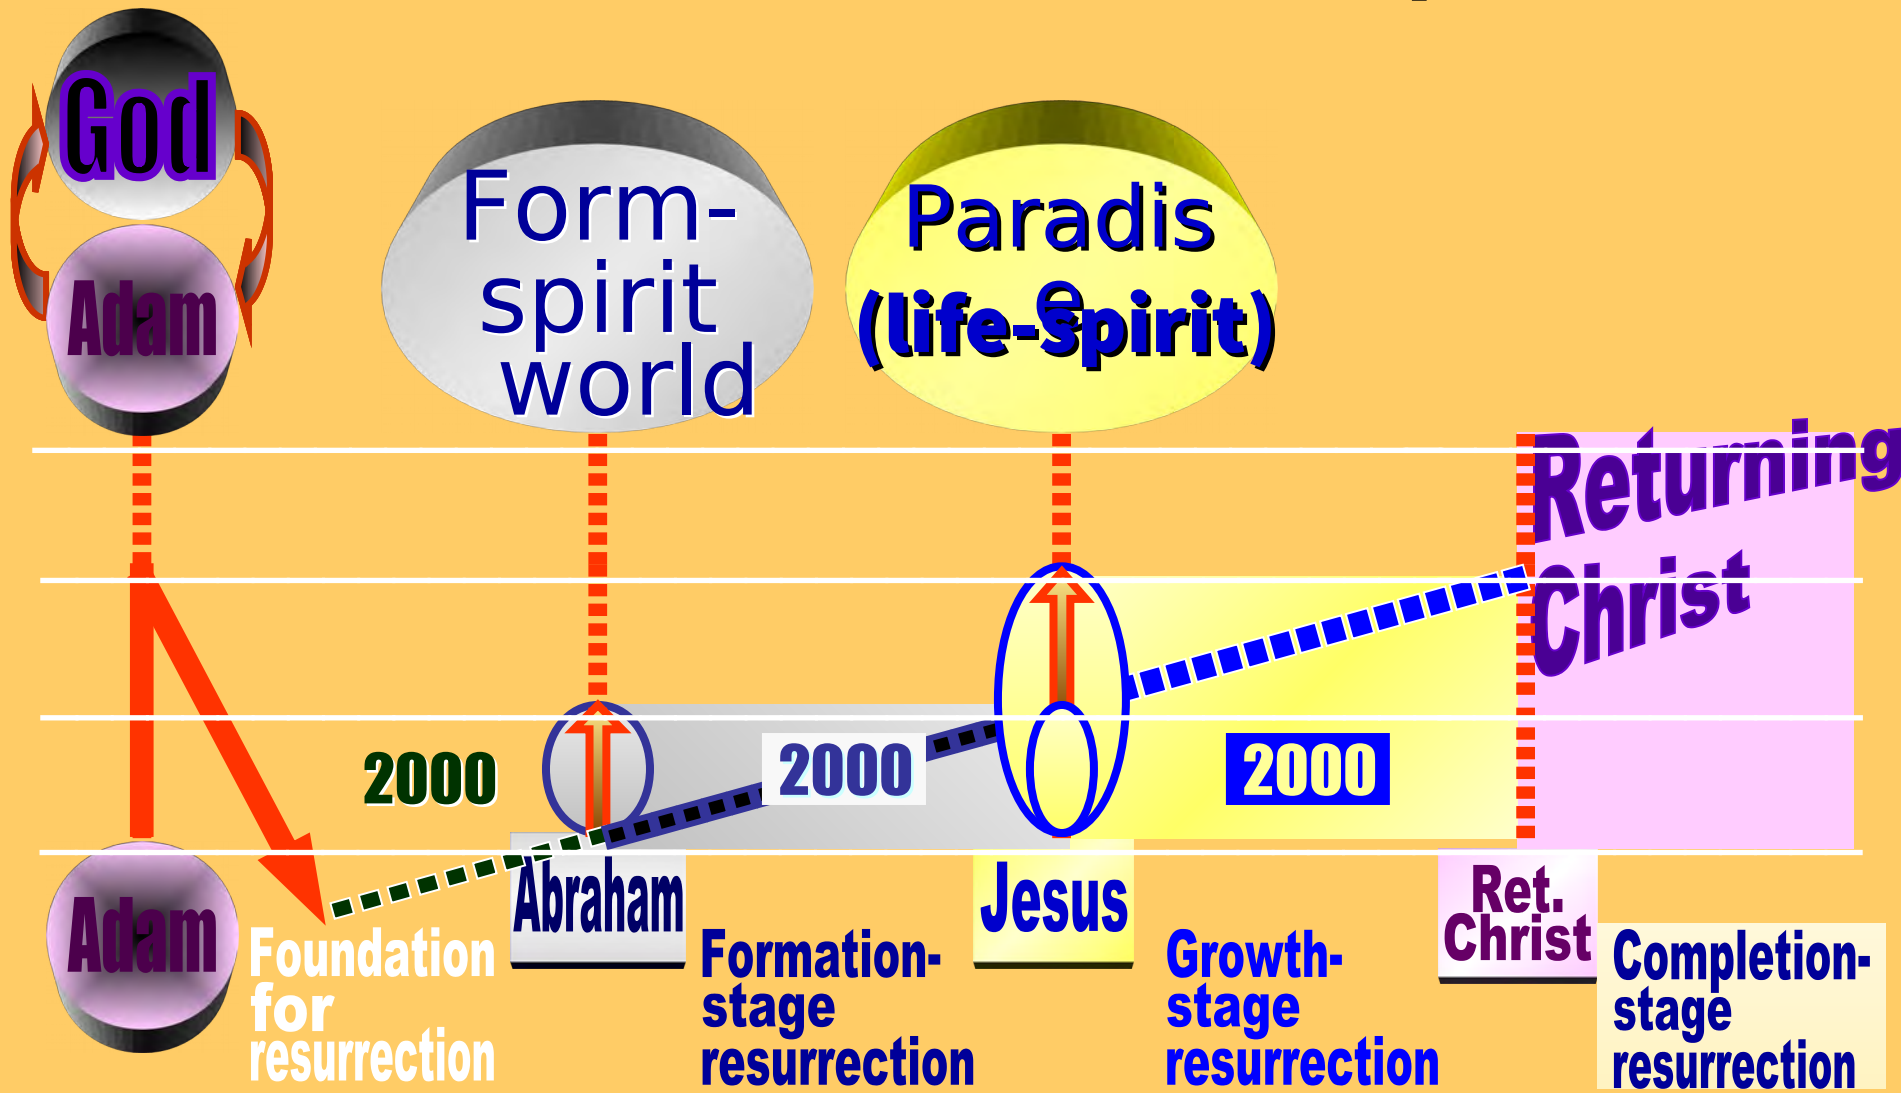 God
Adam
Form-
spirit
world
Paradis
e
(life-spirit)
Returning
Christ
2000
2000
2000
Adam
Abraham
Jesus
Ret.
Christ
Foundation
for
resurrection
Formation-
stage
resurrection
Growth-
stage
resurrection
Completion-
stage
resurrection